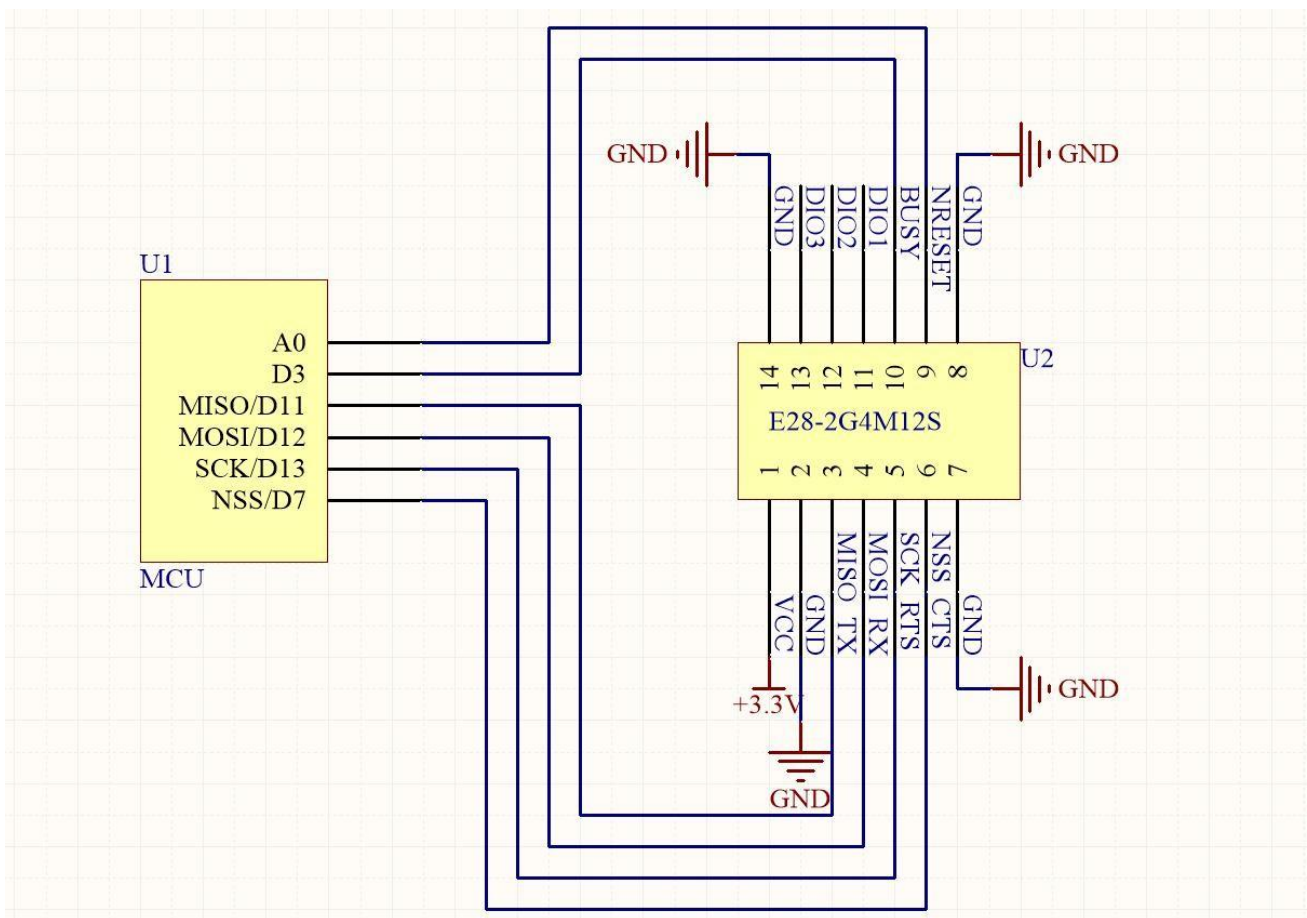 GND
GND
GND
DIO3
DIO2
DIO1
BUSY
NRESET
GND
U1
A0
D3
MISO/D11
MOSI/D12
SCK/D13
NSS/D7
MCU
U2
14
13
12
11
10
9
8
E28-2G4M12S
1
2
3
4
5
6
7
VCC
GND
MISO TX
MOSI RX
SCK RTS
NSS CTS
GND
+3.3V
GND
GND